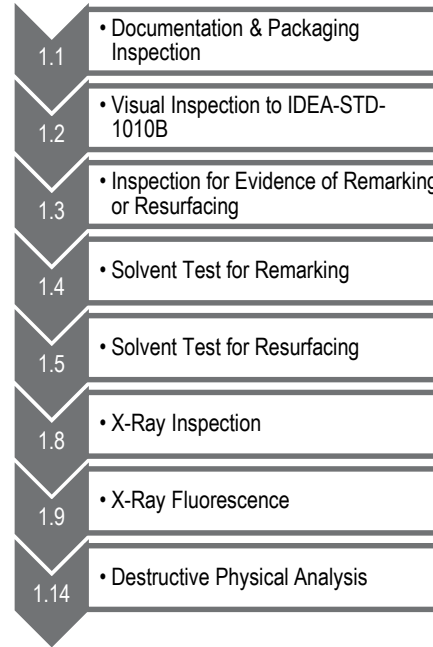 1.1
• Documentation & Packaging
Inspection
1.2
• Visual Inspection to IDEA-STD-
1010B
1.3
• Inspection for Evidence of Remarking
or Resurfacing
1.4
• Solvent Test for Remarking
1.5
• Solvent Test for Resurfacing
1.8
• X-Ray Inspection
1.9
• X-Ray Fluorescence
1.14
• Destructive Physical Analysis